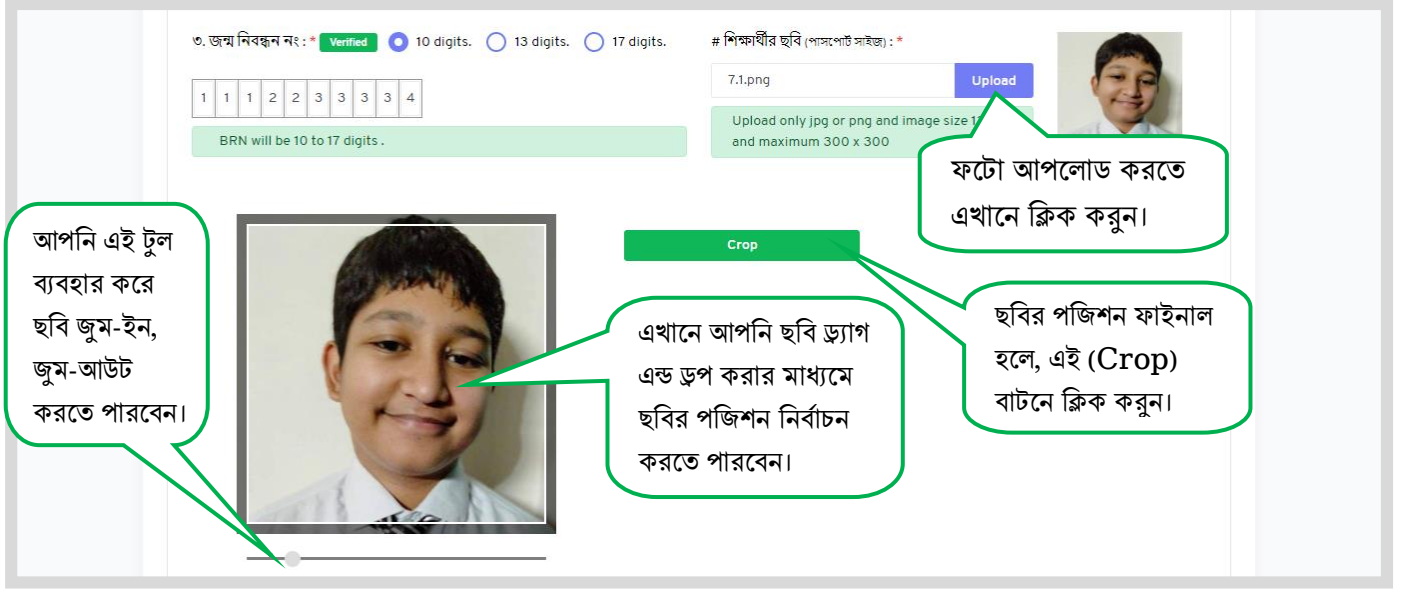 ৩. জন্ম নিবন্ধন নং : * Verified 10 digits. 13 digits. 17 digits.
1 1 1 2 2 3 3 3 3 4
BRN will be 10 to 17 digits .
# শিক্ষার্থীর ছবি (পাসপোর্ট সাইজ) : *
7.1.png Upload
Upload only jpg or png and image size
and maximum 300 x 300
ফটো আপলোড করতে
এখানে ক্লিক করুন।
আপনি এই টুল
ব্যবহার করে
ছবি জুম-ইন,
জুম-আউট
করতে পারবেন।
Crop
এখানে আপনি ছবি ড্র্যাগ
এন্ড ড্রপ করার মাধ্যমে
ছবির পজিশন নির্বাচন
করতে পারবেন।
ছবির পজিশন ফাইনাল
হলে, এই (Crop)
বাটনে ক্লিক করুন।